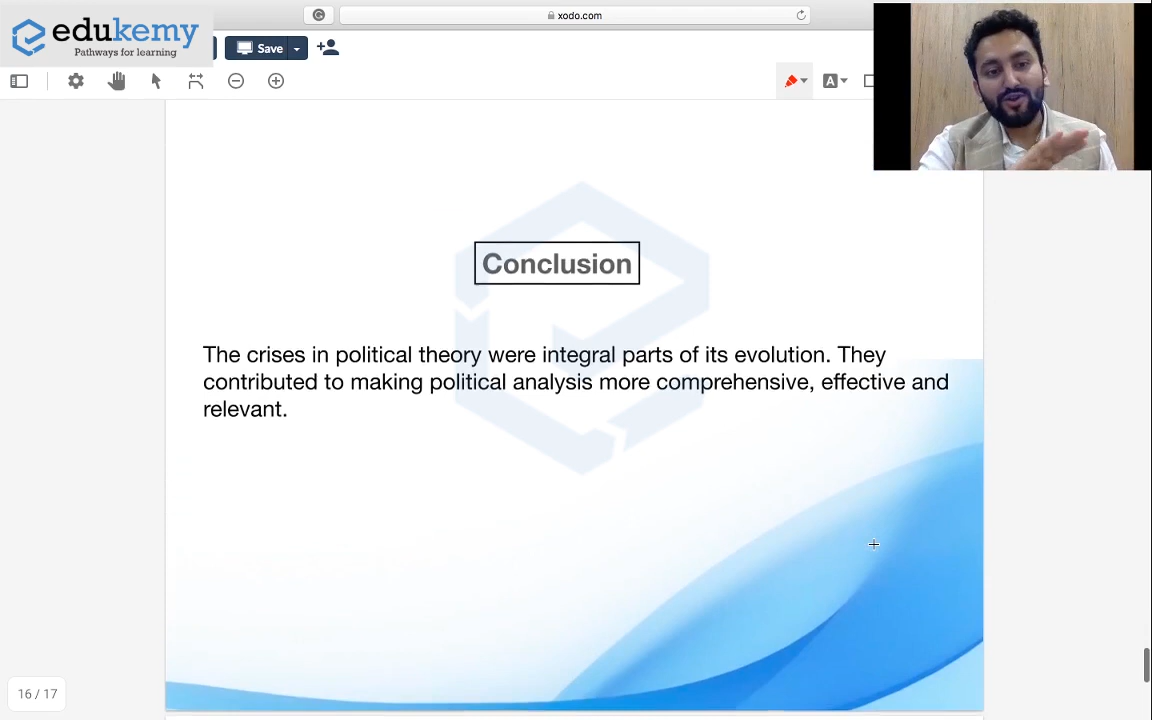 xodo.com
edukemy
Pathways for learning
Save
A
Conclusion
The crises in political theory were integral parts of its evolution. They
contributed to making political analysis more comprehensive, effective and
relevant.
16 / 17